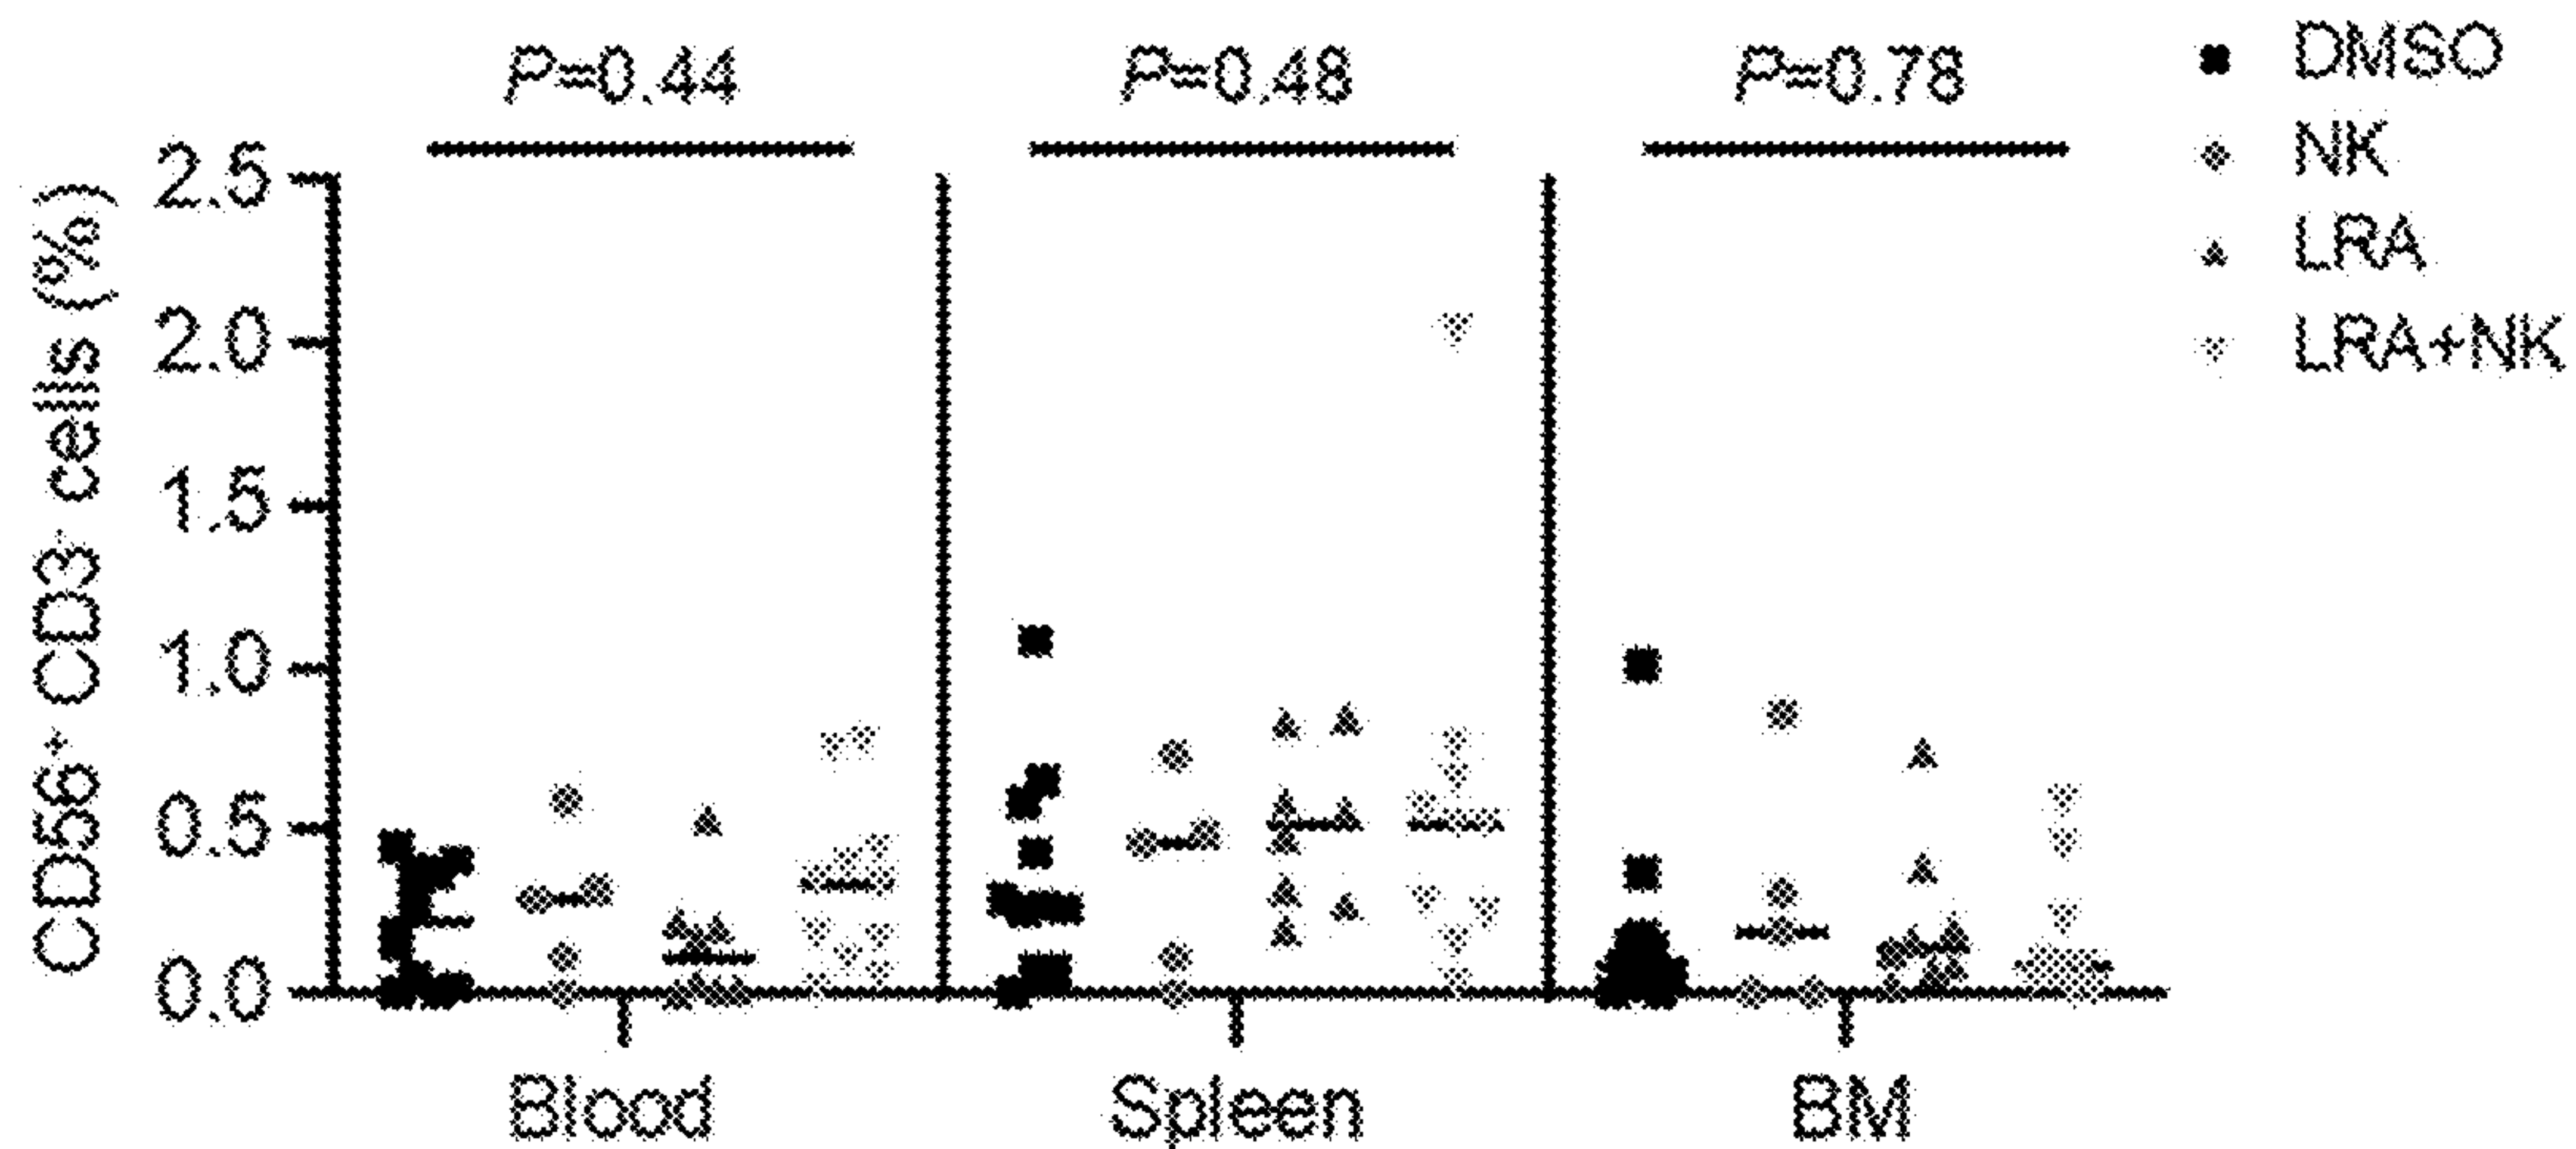 P=0.44
P=0.48
P=0.78
DMSO
NK
LRA
LRA+NK
CD56⁺ CD3⁻ cells (%)
2.5
2.0
1.5
1.0
0.5
0.0
Blood
Spleen
BM